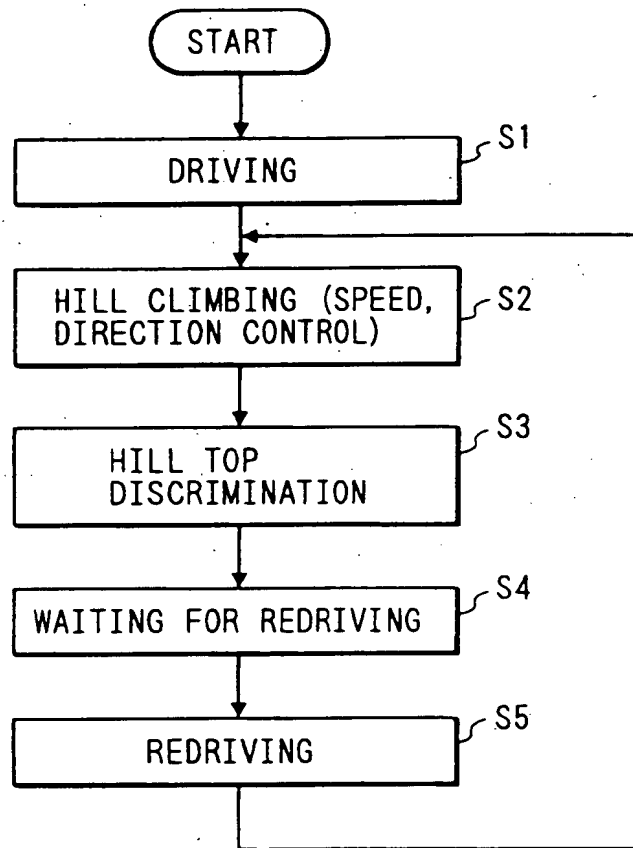 START
DRIVING
S1
HILL CLIMBING (SPEED,
DIRECTION CONTROL)
S2
HILL TOP
DISCRIMINATION
S3
WAITING FOR REDRIVING
S4
REDRIVING
S5